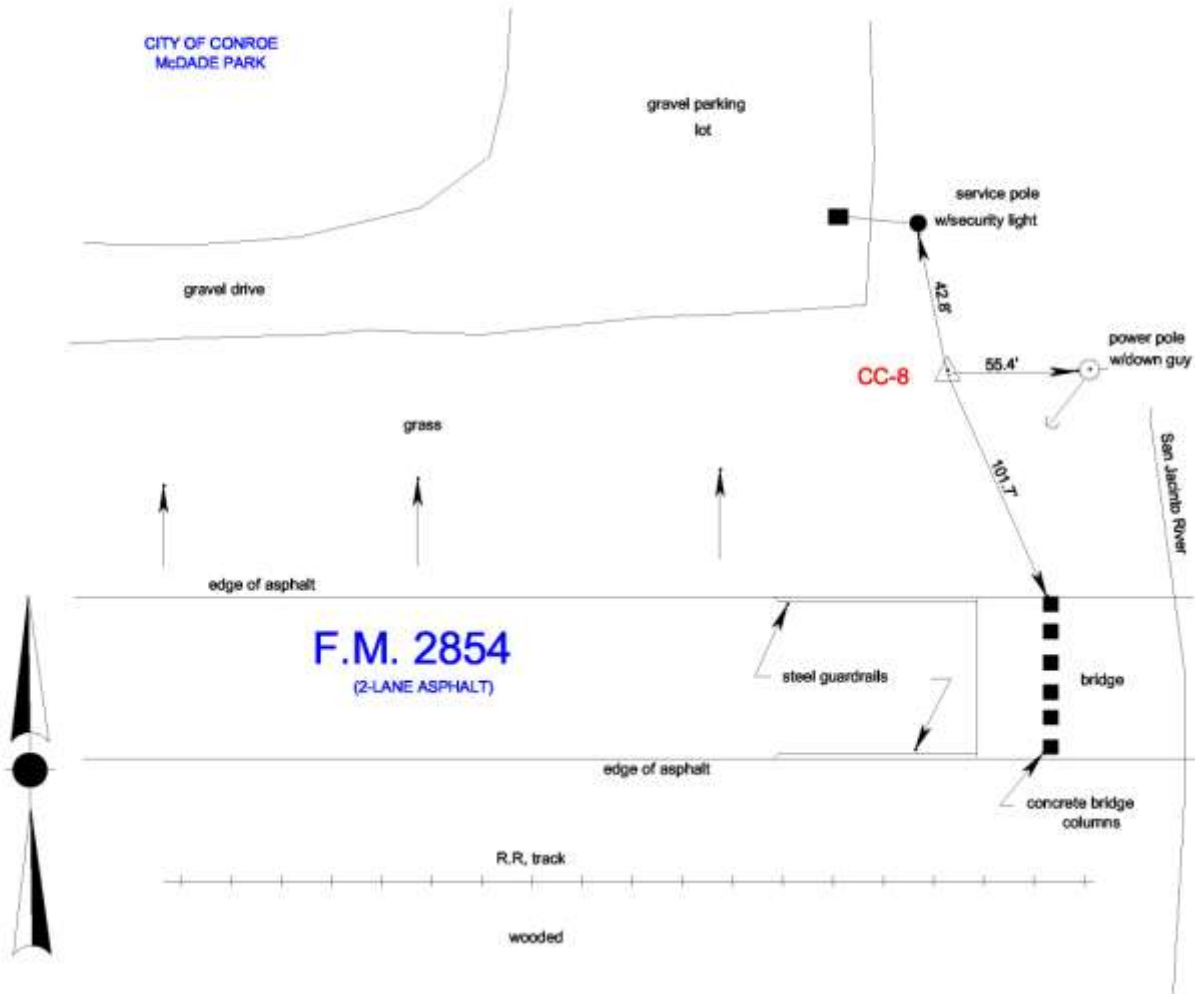 CITY OF CONROE
McDADE PARK
gravel parking
lot
service pole
w/security light
gravel drive
42.8'
power pole
w/down guy
CC-8
55.4'
grass
101.7'
San Jacinto River
edge of asphalt
F.M. 2854
(2-LANE ASPHALT)
steel guardrails
bridge
edge of asphalt
concrete bridge
columns
R.R, track
wooded